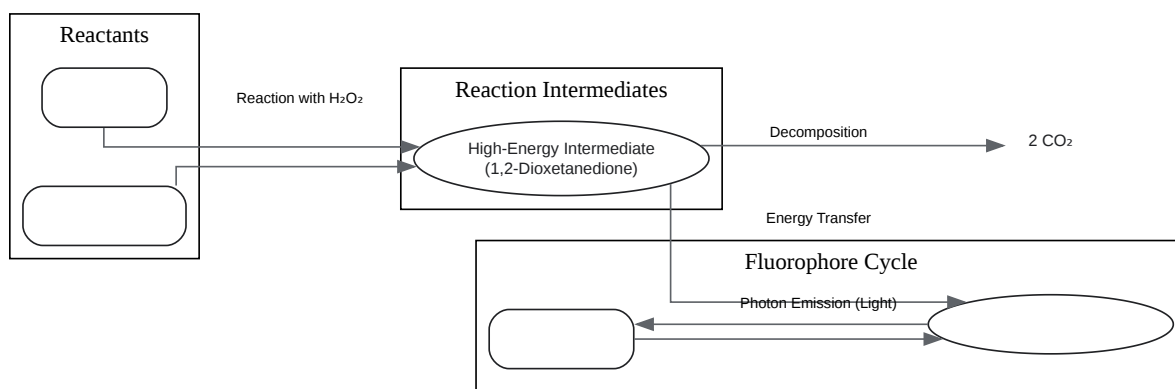 Reactants
Reaction with H₂O₂
Reaction Intermediates
High-Energy Intermediate
(1,2-Dioxetanedione)
Decomposition
2 CO₂
Energy Transfer
Fluorophore Cycle
Photon Emission (Light)